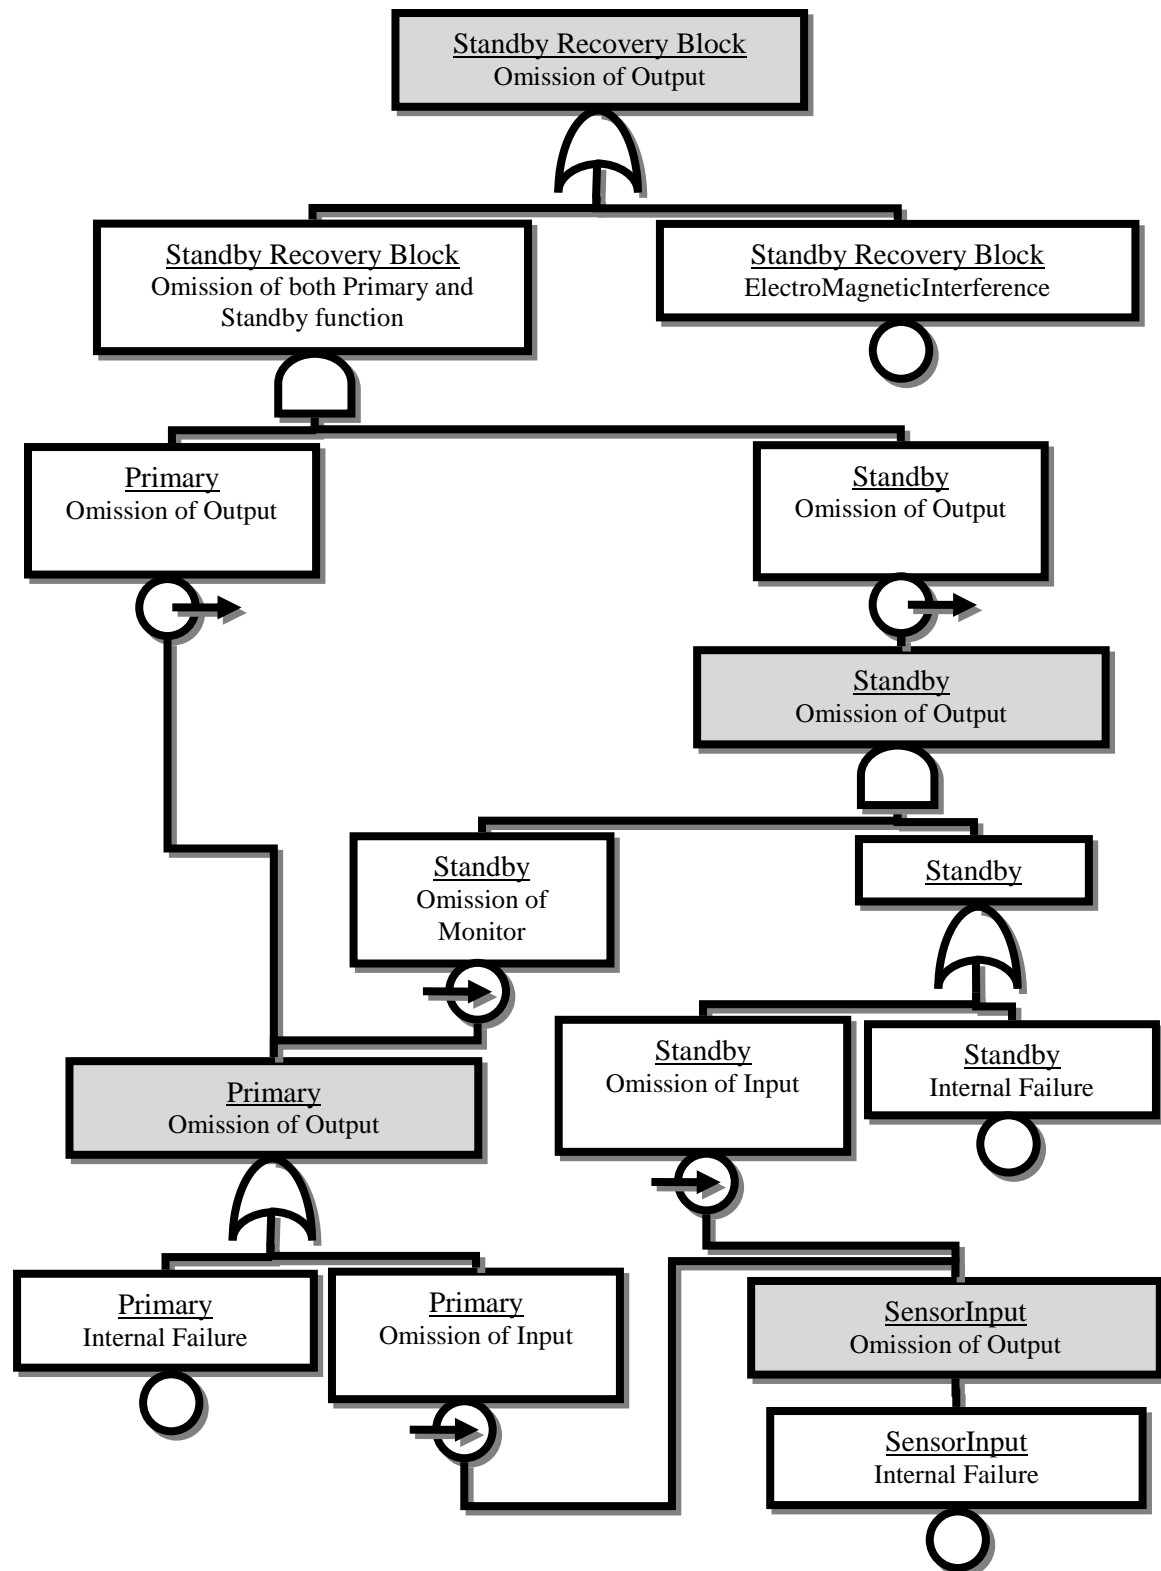 Standby Recovery Block
Omission of Output
Standby Recovery Block
Omission of both Primary and
Standby function
Standby Recovery Block
ElectroMagneticInterference
Primary
Omission of Output
Standby
Omission of Output
Standby
Omission of Output
Standby
Omission of
Monitor
Standby
Standby
Omission of Input
Standby
Internal Failure
Primary
Omission of Output
Primary
Internal Failure
Primary
Omission of Input
SensorInput
Omission of Output
SensorInput
Internal Failure